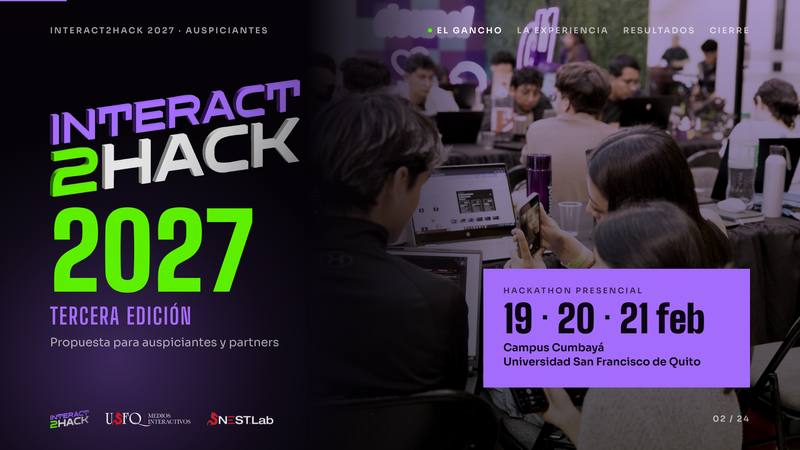 INTERACT2HACK 2027 · AUSPICIANTES
EL GANCHO LA EXPERIENCIA RESULTADOS CIERRE
INTERACT
2HACK
2027
TERCERA EDICIÓN
Propuesta para auspiciantes y partners
HACKATHON PRESENCIAL
19 · 20 · 21 feb
Campus Cumbayá
Universidad San Francisco de Quito
INTERACT
2HACK
USFQ
MEDIOS
INTERACTIVOS
SNESTLab
02 / 24